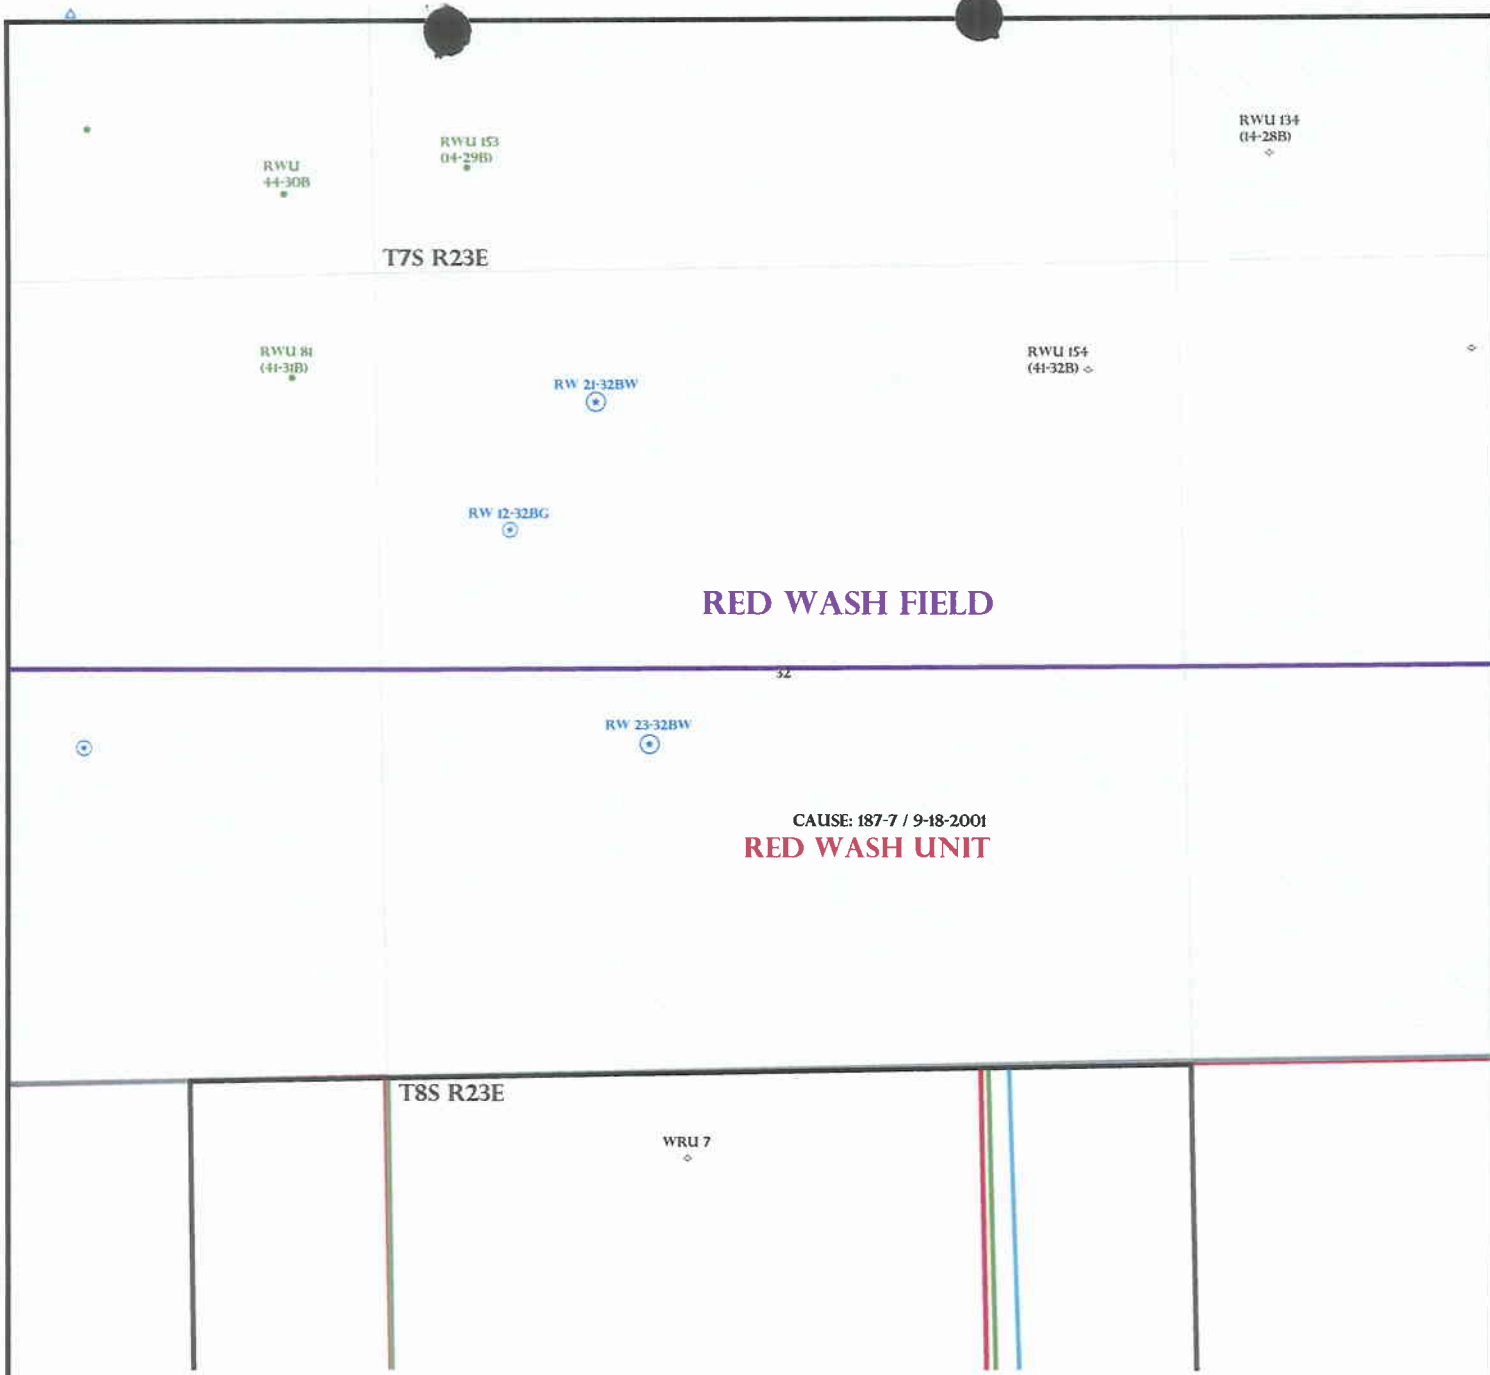 RWU 134
(14-28B)
RWU 153
(14-29B)
RWU
44-30B
T7S R23E
RWU 81
(41-31B)
RWU 154
(41-32B)
RW 21-32BW
RW 12-32BG
RED WASH FIELD
32
RW 23-32BW
CAUSE: 187-7 / 9-18-2001
RED WASH UNIT
T8S R23E
WRU 7